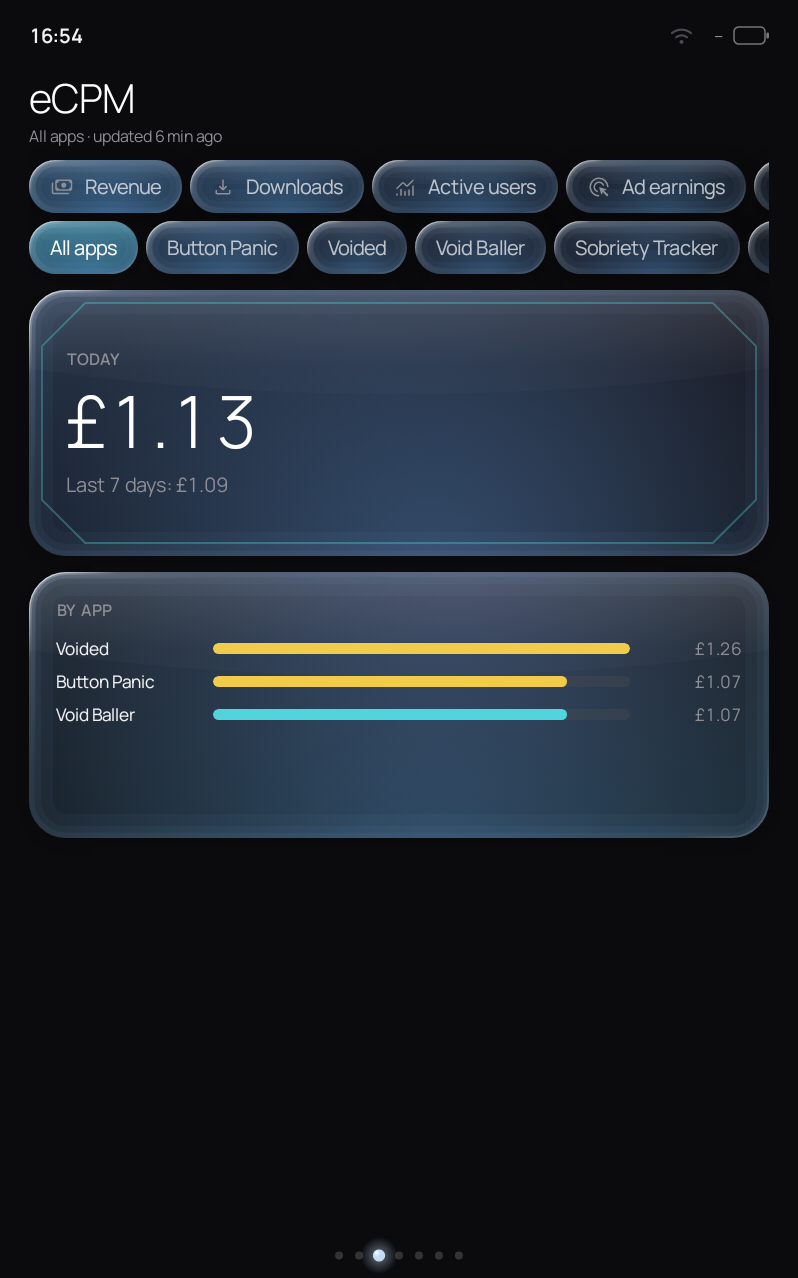 16:54
–
eCPM
All apps · updated 6 min ago
Revenue Downloads Active users Ad earnings
All apps Button Panic Voided Void Baller Sobriety Tracker
TODAY
£1.13
Last 7 days: £1.09
BY APP
Voided £1.26
Button Panic £1.07
Void Baller £1.07